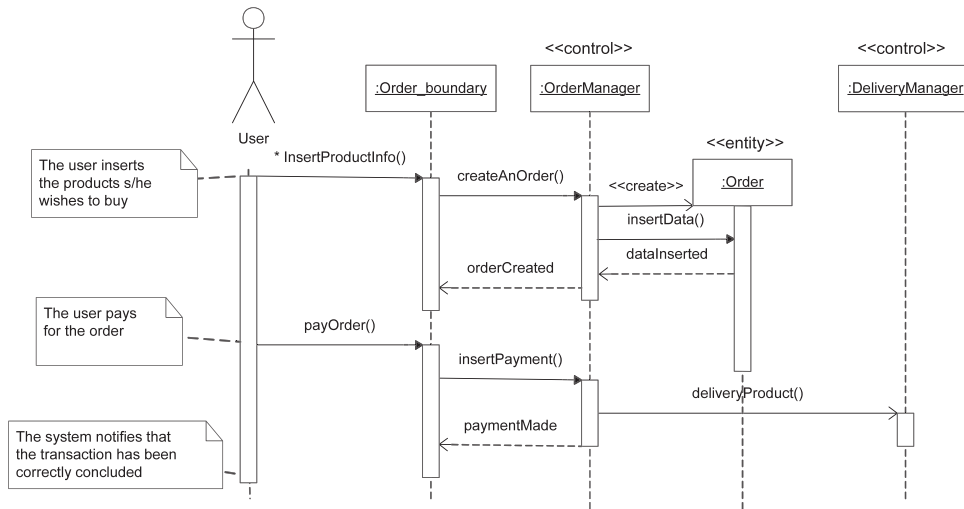 <<control>>
<<control>>
:Order_boundary
:OrderManager
:DeliveryManager
User
<<entity>>
:Order
The user inserts
the products s/he
wishes to buy
* InsertProductInfo()
createAnOrder()
<<create>>
insertData()
dataInserted
orderCreated
The user pays
for the order
payOrder()
insertPayment()
deliveryProduct()
paymentMade
The system notifies that
the transaction has been
correctly concluded